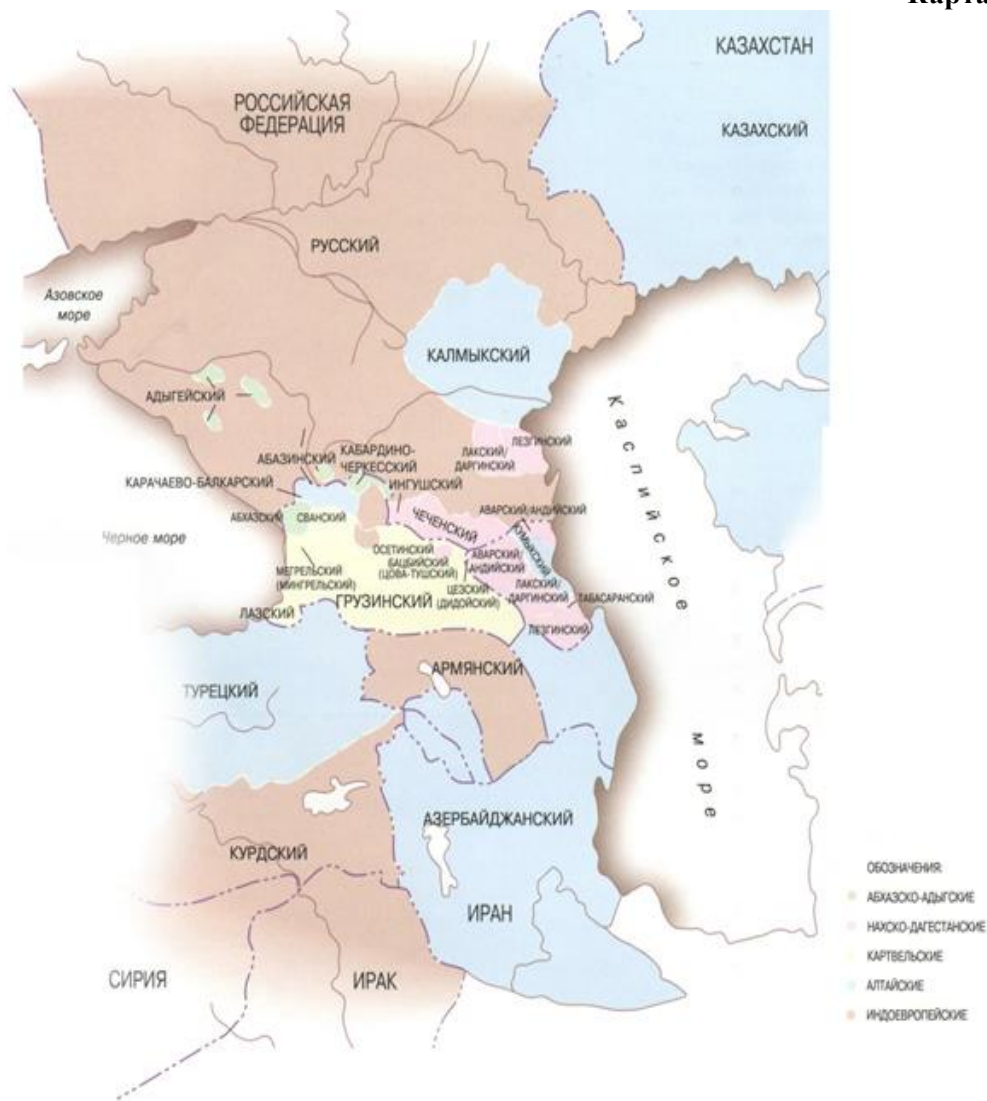 Карта
КАЗАХСТАН
РОССИЙСКАЯ
ФЕДЕРАЦИЯ
КАЗАХСКИЙ
РУССКИЙ
Азовское
море
КАЛМЫКСКИЙ
АДЫГЕЙСКИЙ
Каспийское
море
ЛЕЗГИНСКИЙ
ЛАКСКИЙ/
ДАРГИНСКИЙ
АБАЗИНСКИЙ
КАБАРДИНО-
ЧЕРКЕССКИЙ
КАРАЧАЕВО-БАЛКАРСКИЙ
ИНГУШСКИЙ
АБХАЗСКИЙ
СВАНСКИЙ
ЧЕЧЕНСКИЙ
АВАРСКИЙ/АНДИЙСКИЙ
КУМЫКСКИЙ
Черное море
ОСЕТИНСКИЙ
БАЦБИЙСКИЙ
(ЦОВА-ТУШСКИЙ)
АВАРСКИЙ/
АНДИЙСКИЙ
МЕГРЕЛЬСКИЙ
(МИНГРЕЛЬСКИЙ)
ЦЕЗСКИЙ
(ДИДОЙСКИЙ)
ЛАКСКИЙ/
ДАРГИНСКИЙ
ТАБАСАРАНСКИЙ
ЛАЗСКИЙ
ГРУЗИНСКИЙ
ЛЕЗГИНСКИЙ
АРМЯНСКИЙ
ТУРЕЦКИЙ
АЗЕРБАЙДЖАНСКИЙ
КУРДСКИЙ
ИРАН
СИРИЯ
ИРАК
ОБОЗНАЧЕНИЯ:
АБХАЗСКО-АДЫГСКИЕ
НАХСКО-ДАГЕСТАНСКИЕ
КАРТВЕЛЬСКИЕ
АЛТАЙСКИЕ
ИНДОЕВРОПЕЙСКИЕ